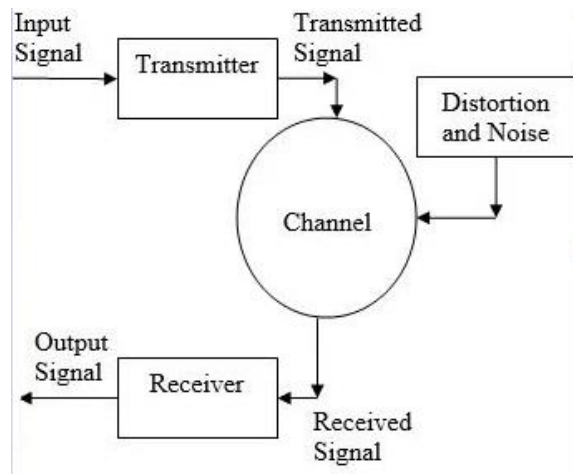 Input
Signal
Transmitter
Transmitted
Signal
Distortion
and Noise
Channel
Output
Signal
Receiver
Received
Signal